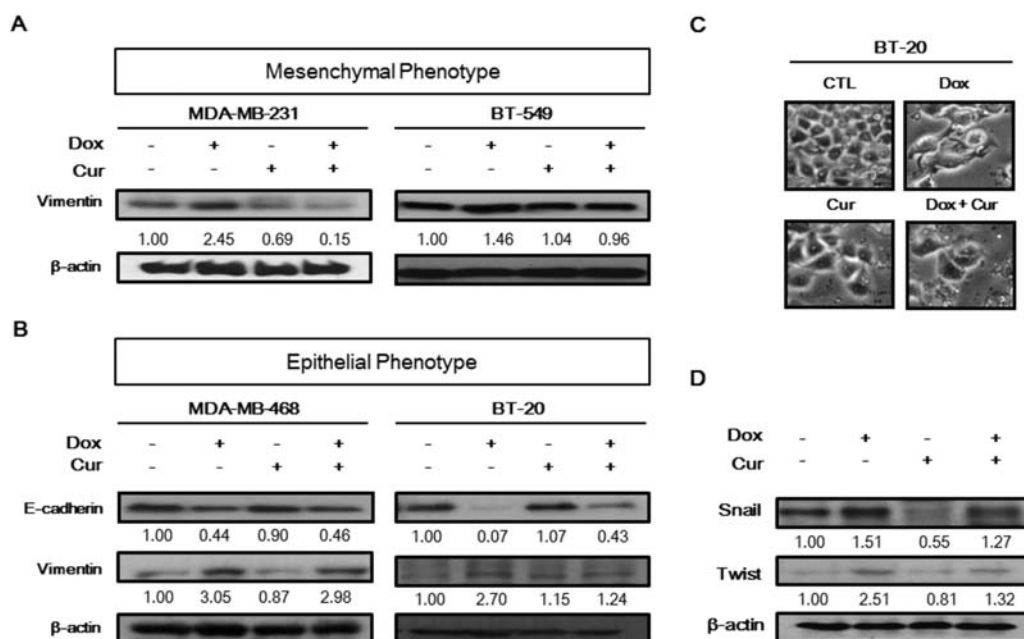 A
Mesenchymal Phenotype
MDA-MB-231 BT-549
Dox - + - + - + - +
Cur - - + + - - + +
Vimentin
1.00 2.45 0.69 0.15 1.00 1.46 1.04 0.96
β-actin
B
Epithelial Phenotype
MDA-MB-468 BT-20
Dox - + - + - + - +
Cur - - + + - - + +
E-cadherin
1.00 0.44 0.90 0.46 1.00 0.07 1.07 0.43
Vimentin
1.00 3.05 0.87 2.98 1.00 2.70 1.15 1.24
β-actin
C
BT-20
CTL Dox
Cur Dox + Cur
D
Dox - + - +
Cur - - + +
Snail
1.00 1.51 0.55 1.27
Twist
1.00 2.51 0.81 1.32
β-actin